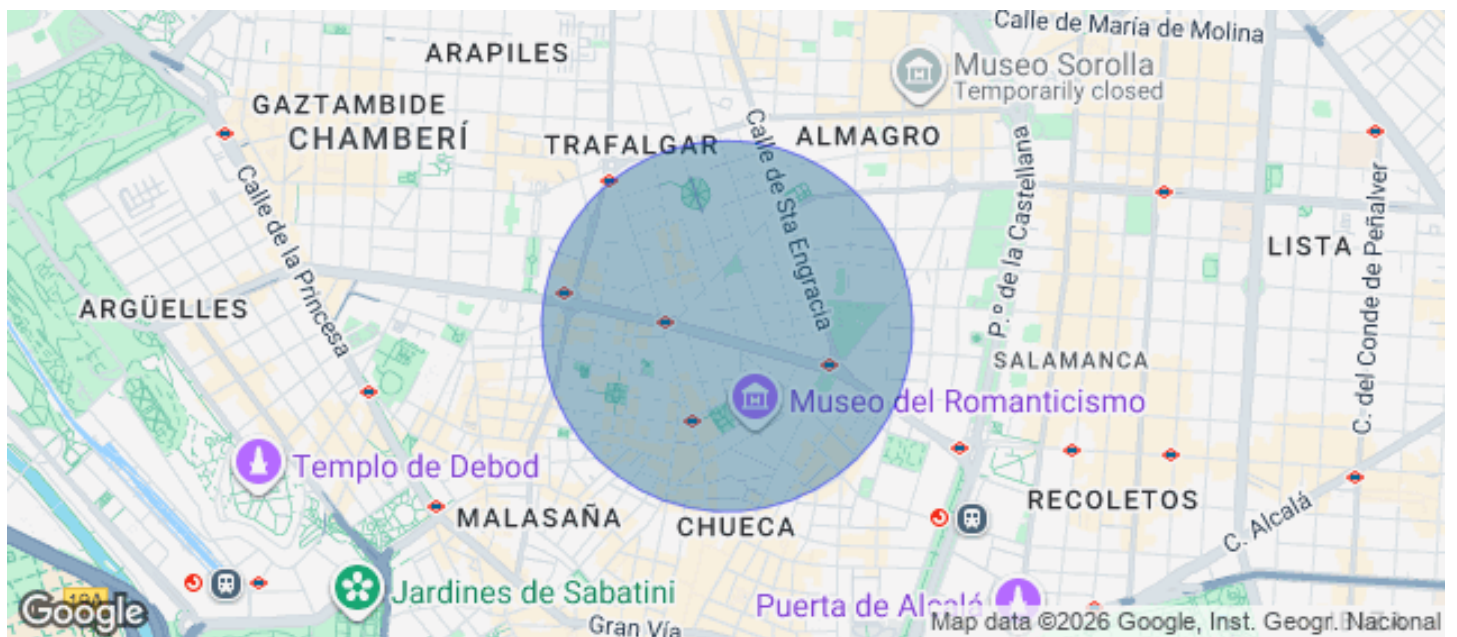 Calle de María de Molina
ARAPILES
Museo Sorolla
Temporarily closed
GAZTAMBIDE
CHAMBERÍ
TRAFALGAR
ALMAGRO
Calle de Sta Engracia
Calle de la Princesa
P.º de la Castellana
C. del Conde de Peñalver
LISTA
ARGÜELLES
SALAMANCA
Museo del Romanticismo
Templo de Debod
RECOLETOS
MALASAÑA
CHUECA
C. Alcalá
Jardines de Sabatini
Puerta de Alcalá
Gran Vía
Google
Map data ©2026 Google, Inst. Geogr. Nacional